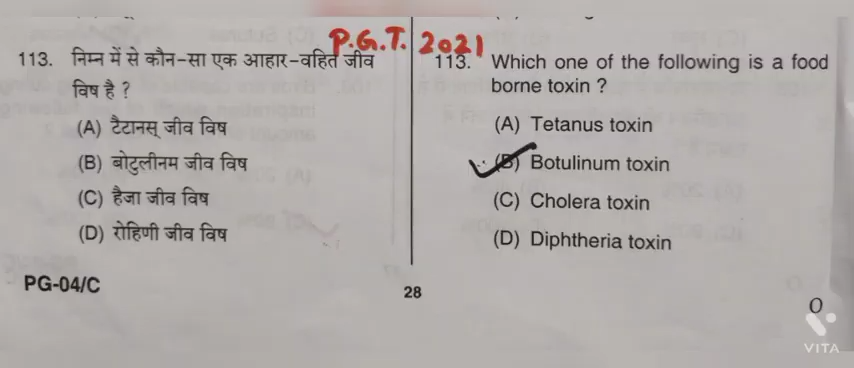 P.G.T. 2021
113. निम्न में से कौन-सा एक आहार-वहित जीव
विष है ?
(A) टैटानस् जीव विष
(B) बोटुलीनम जीव विष
(C) हैजा जीव विष
(D) रोहिणी जीव विष
113. Which one of the following is a food
borne toxin ?
(A) Tetanus toxin
(B) Botulinum toxin
(C) Cholera toxin
(D) Diphtheria toxin
PG-04/C
28
O
VITA